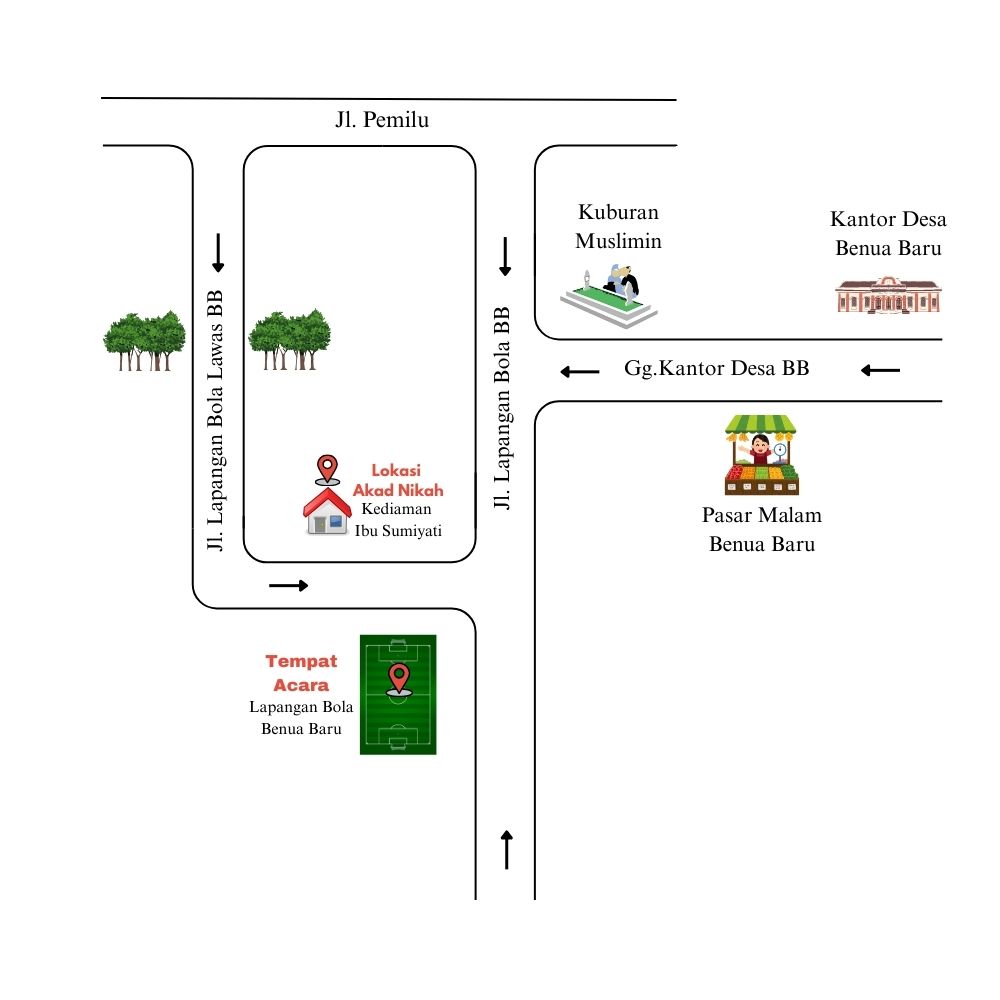 Jl. Pemilu
Kuburan
Muslimin
Kantor Desa
Benua Baru
Jl. Lapangan Bola Lawas BB
Jl. Lapangan Bola BB
Gg.Kantor Desa BB
Lokasi
Akad Nikah
Kediaman
Ibu Sumiyati
Pasar Malam
Benua Baru
Tempat
Acara
Lapangan Bola
Benua Baru